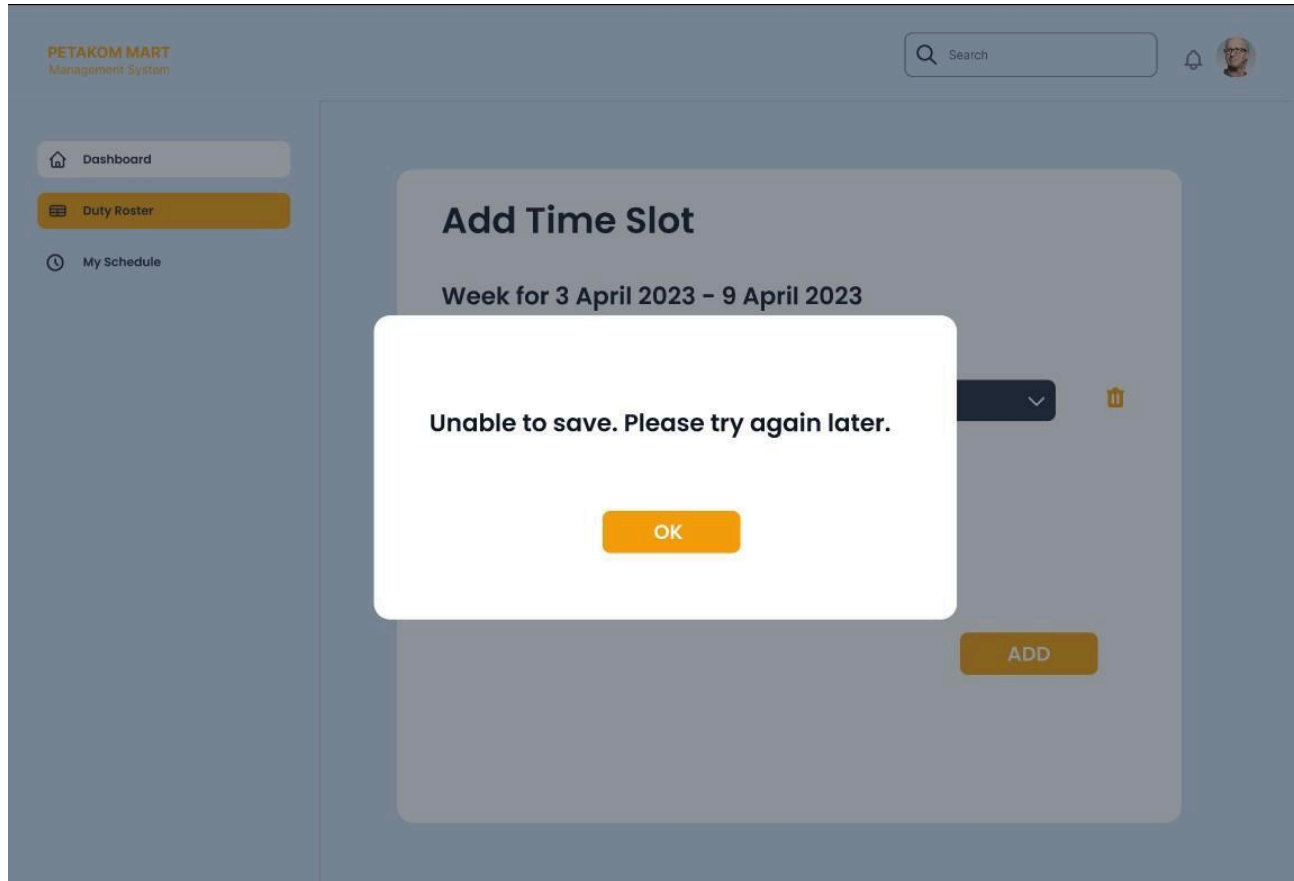 PETAKOM MART
Management System
Search
Dashboard
Duty Roster
My Schedule
Add Time Slot
Week for 3 April 2023 - 9 April 2023
Unable to save. Please try again later.
OK
ADD